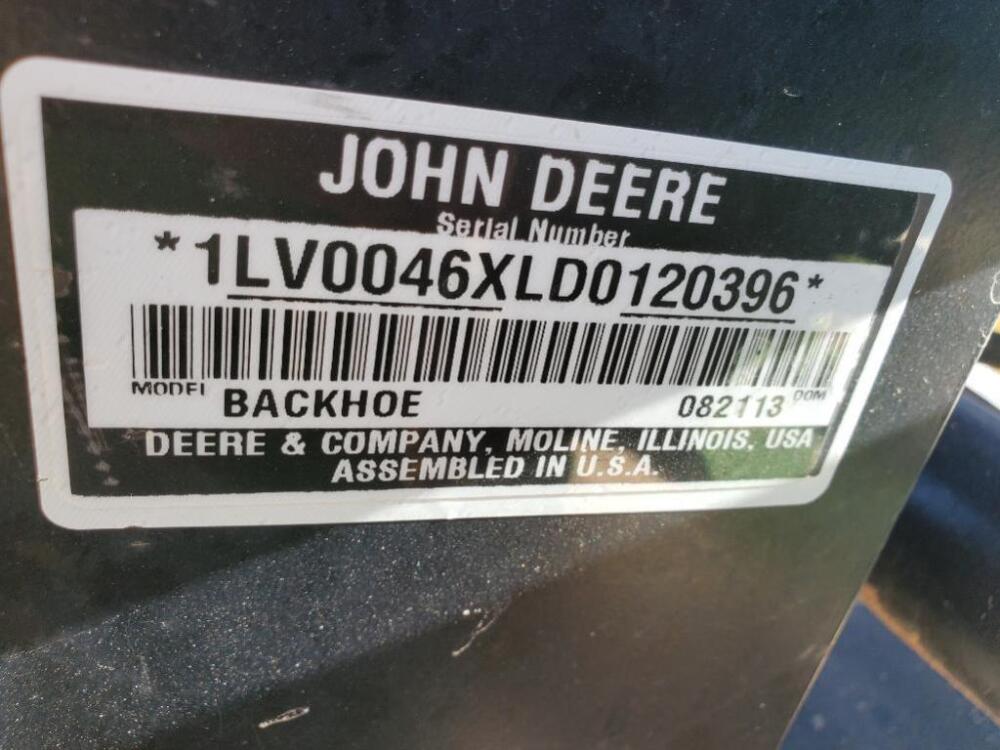 JOHN DEERE
Serial Number
*1LV0046XLD0120396*
MODEL BACKHOE 082113 DOM
DEERE & COMPANY, MOLINE, ILLINOIS, USA
ASSEMBLED IN U.S.A.